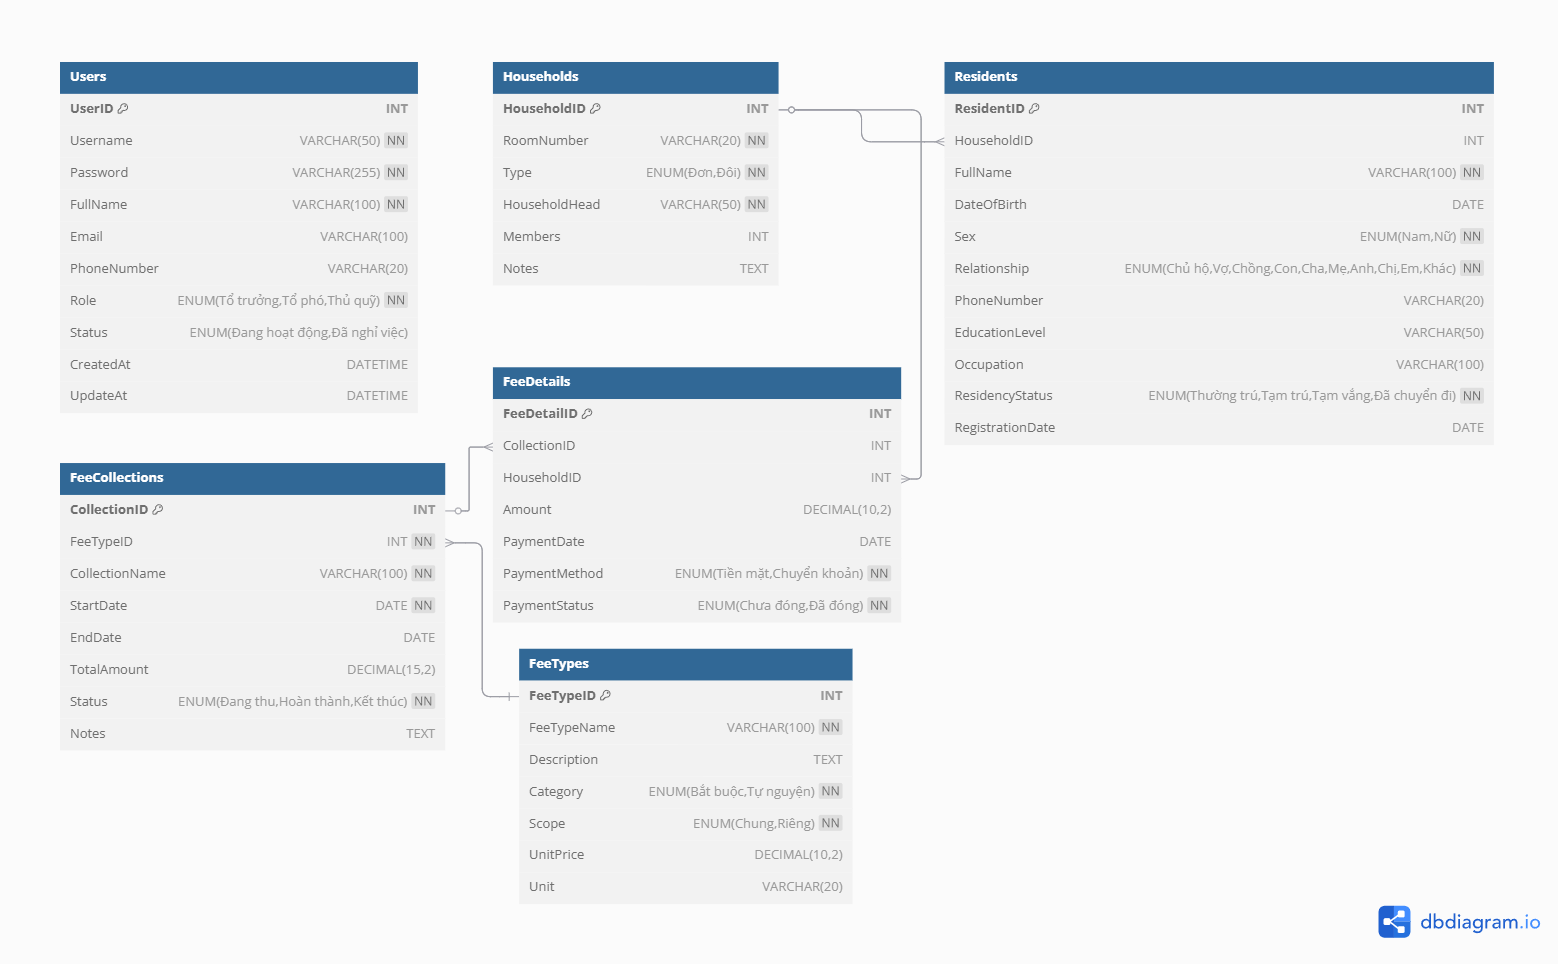 Users
UserID INT
Username VARCHAR(50) NN
Password VARCHAR(255) NN
FullName VARCHAR(100) NN
Email VARCHAR(100)
PhoneNumber VARCHAR(20)
Role ENUM(Tổ trưởng,Tổ phó,Thủ quỹ) NN
Status ENUM(Đang hoạt động,Đã nghỉ việc)
CreatedAt DATETIME
UpdateAt DATETIME
Households
HouseholdID INT
RoomNumber VARCHAR(20) NN
Type ENUM(Đơn,Đôi) NN
HouseholdHead VARCHAR(50) NN
Members INT
Notes TEXT
Residents
ResidentID INT
HouseholdID INT
FullName VARCHAR(100) NN
DateOfBirth DATE
Sex ENUM(Nam,Nữ) NN
Relationship ENUM(Chủ hộ,Vợ,Chồng,Con,Cha,Mẹ,Anh,Chị,Em,Khác) NN
PhoneNumber VARCHAR(20)
EducationLevel VARCHAR(50)
Occupation VARCHAR(100)
ResidencyStatus ENUM(Thường trú,Tạm trú,Tạm vắng,Đã chuyển đi) NN
RegistrationDate DATE
FeeCollections
CollectionID INT
FeeTypeID INT NN
CollectionName VARCHAR(100) NN
StartDate DATE NN
EndDate DATE
TotalAmount DECIMAL(15,2)
Status ENUM(Đang thu,Hoàn thành,Kết thúc) NN
Notes TEXT
FeeDetails
FeeDetailID INT
CollectionID INT
HouseholdID INT
Amount DECIMAL(10,2)
PaymentDate DATE
PaymentMethod ENUM(Tiền mặt,Chuyển khoản) NN
PaymentStatus ENUM(Chưa đóng,Đã đóng) NN
FeeTypes
FeeTypeID INT
FeeTypeName VARCHAR(100) NN
Description TEXT
Category ENUM(Bắt buộc,Tự nguyện) NN
Scope ENUM(Chung,Riêng) NN
UnitPrice DECIMAL(10,2)
Unit VARCHAR(20)
dbdiagram.io